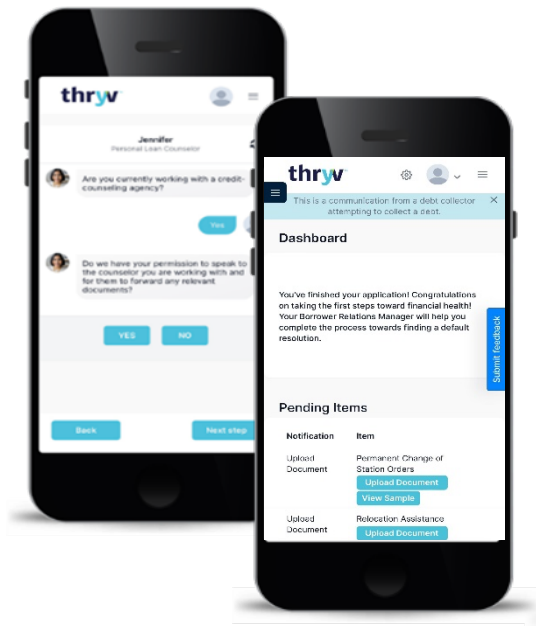 thryv
Jennifer
Personal Loan Counselor
Are you currently working with a credit-
counseling agency?
Yes
Do we have your permission to speak to
the counselor you are working with and
for them to forward any relevant
documents?
YES
NO
Back
Next step
thryv
This is a communication from a debt collector
attempting to collect a debt.
Dashboard
You've finished your application! Congratulations
on taking the first steps toward financial health!
Your Borrower Relations Manager will help you
complete the process towards finding a default
resolution.
Submit feedback
Pending Items
Notification Item
Upload Permanent Change of
Document Station Orders
Upload Document
View Sample
Upload Relocation Assistance
Document Upload Document